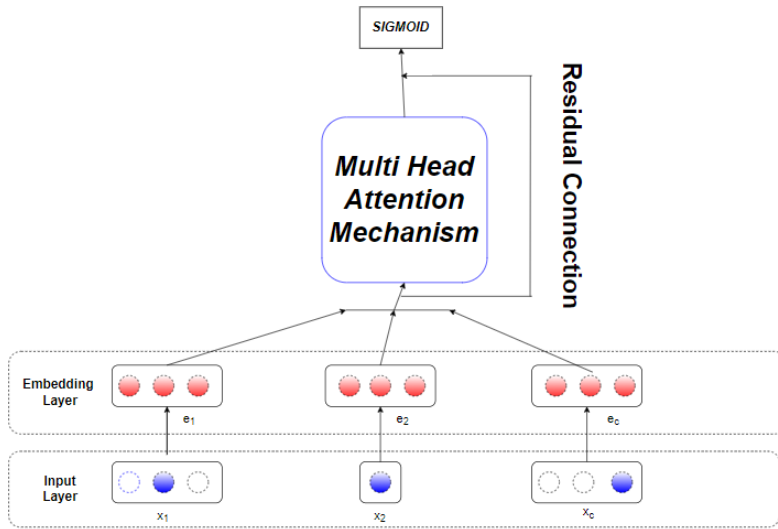 SIGMOID
Residual Connection
Multi Head
Attention
Mechanism
Embedding
Layer
e1
e2
ec
Input
Layer
x1
x2
xc